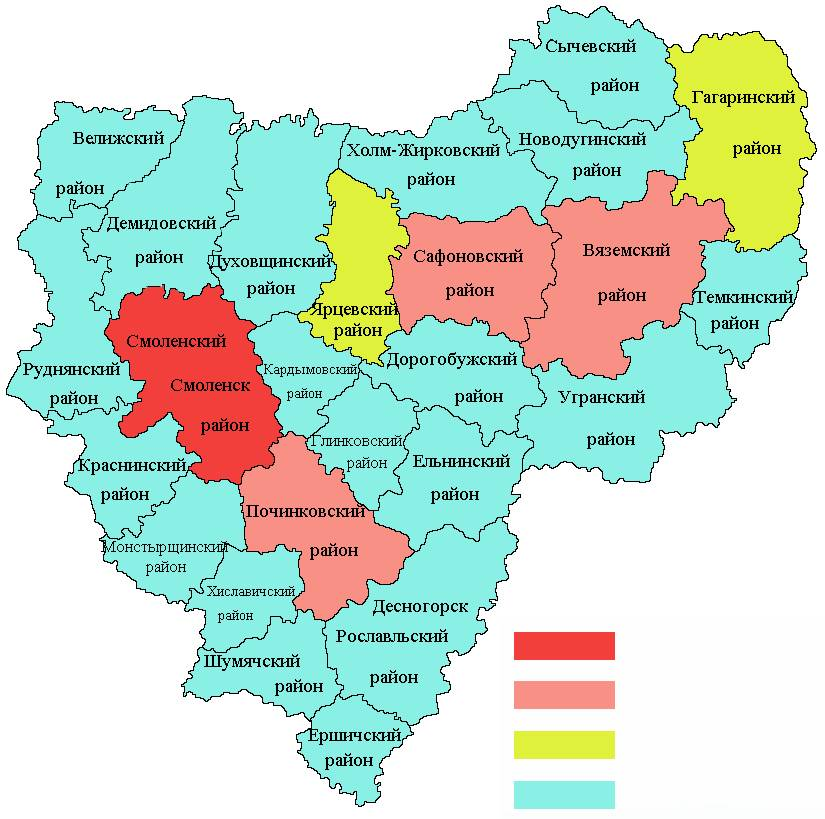 Сычевский
район
Гагаринский
район
Велижский
район
Холм-Жирковский
район
Новодугинский
район
Демидовский
район
Духовщинский
район
Сафоновский
район
Вяземский
район
Темкинский
район
Ярцевский
район
Смоленский
Смоленск
район
Руднянский
район
Кардымовский
район
Дорогобужский
район
Угранский
район
Глинковский
район
Ельнинский
район
Краснинский
район
Починковский
район
Монстырщинский
район
Хиславичский
район
Десногорск
Рославльский
район
Шумячский
район
Ершичский
район